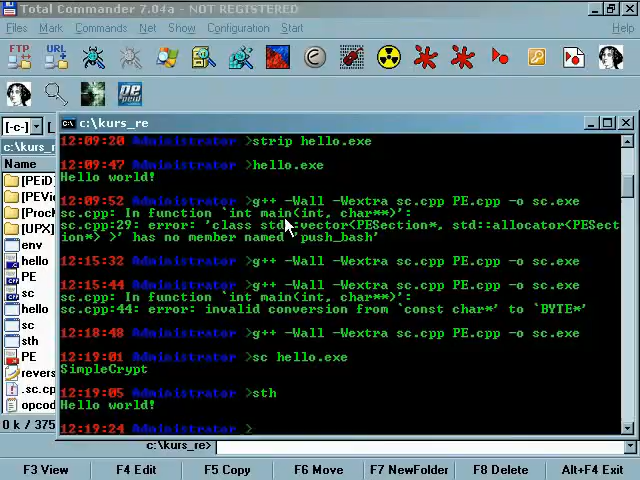 Total Commander 7.04a - NOT REGISTERED
Files Mark Commands Net Show Configuration Start Help
FTP URL
PE
peid
[-c-]
c:\kurs_re
c:\kurs_re
Name
[PEiD]
[PEVie
[ProcM
[UPX]
env
hello
PE
sc
hello
sc
sth
PE
revers
.sc.cp
opcod
0 k / 375
12:09:20 Administrator >strip hello.exe
12:09:47 Administrator >hello.exe
Hello world!
12:09:52 Administrator >g++ -Wall -Wextra sc.cpp PE.cpp -o sc.exe
sc.cpp: In function `int main(int, char**)':
sc.cpp:29: error: 'class std::vector<PESection*, std::allocator<PESect
ion*> >' has no member named 'push_bash'
12:15:32 Administrator >g++ -Wall -Wextra sc.cpp PE.cpp -o sc.exe
12:15:44 Administrator >g++ -Wall -Wextra sc.cpp PE.cpp -o sc.exe
sc.cpp: In function `int main(int, char**)':
sc.cpp:44: error: invalid conversion from `const char*' to `BYTE*'
12:18:48 Administrator >g++ -Wall -Wextra sc.cpp PE.cpp -o sc.exe
12:19:01 Administrator >sc hello.exe
SimpleCrypt
12:19:05 Administrator >sth
Hello world!
12:19:24 Administrator >
c:\kurs_re>
F3 View F4 Edit F5 Copy F6 Move F7 NewFolder F8 Delete Alt+F4 Exit